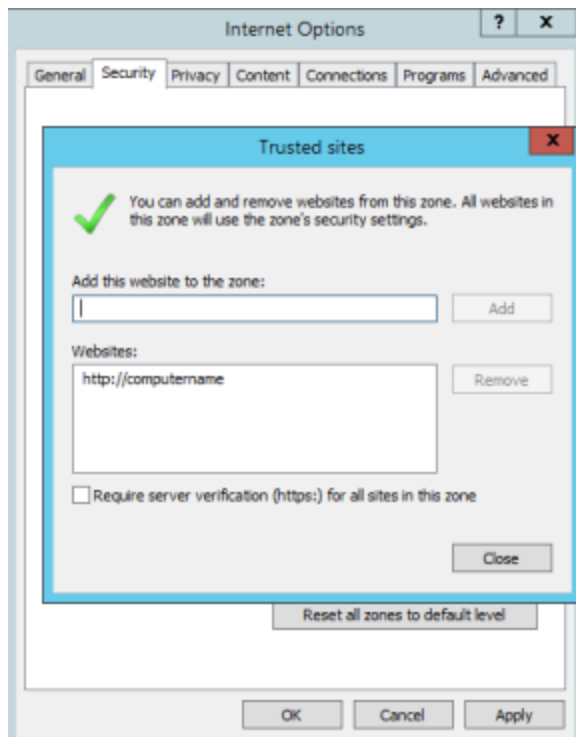 Internet Options
?
x
General
Security
Privacy
Content
Connections
Programs
Advanced
Trusted sites
x
You can add and remove websites from this zone. All websites in
this zone will use the zone's security settings.
Add this website to the zone:
Add
Websites:
http://computername
Remove
Require server verification (https:) for all sites in this zone
Close
Reset all zones to default level
OK
Cancel
Apply